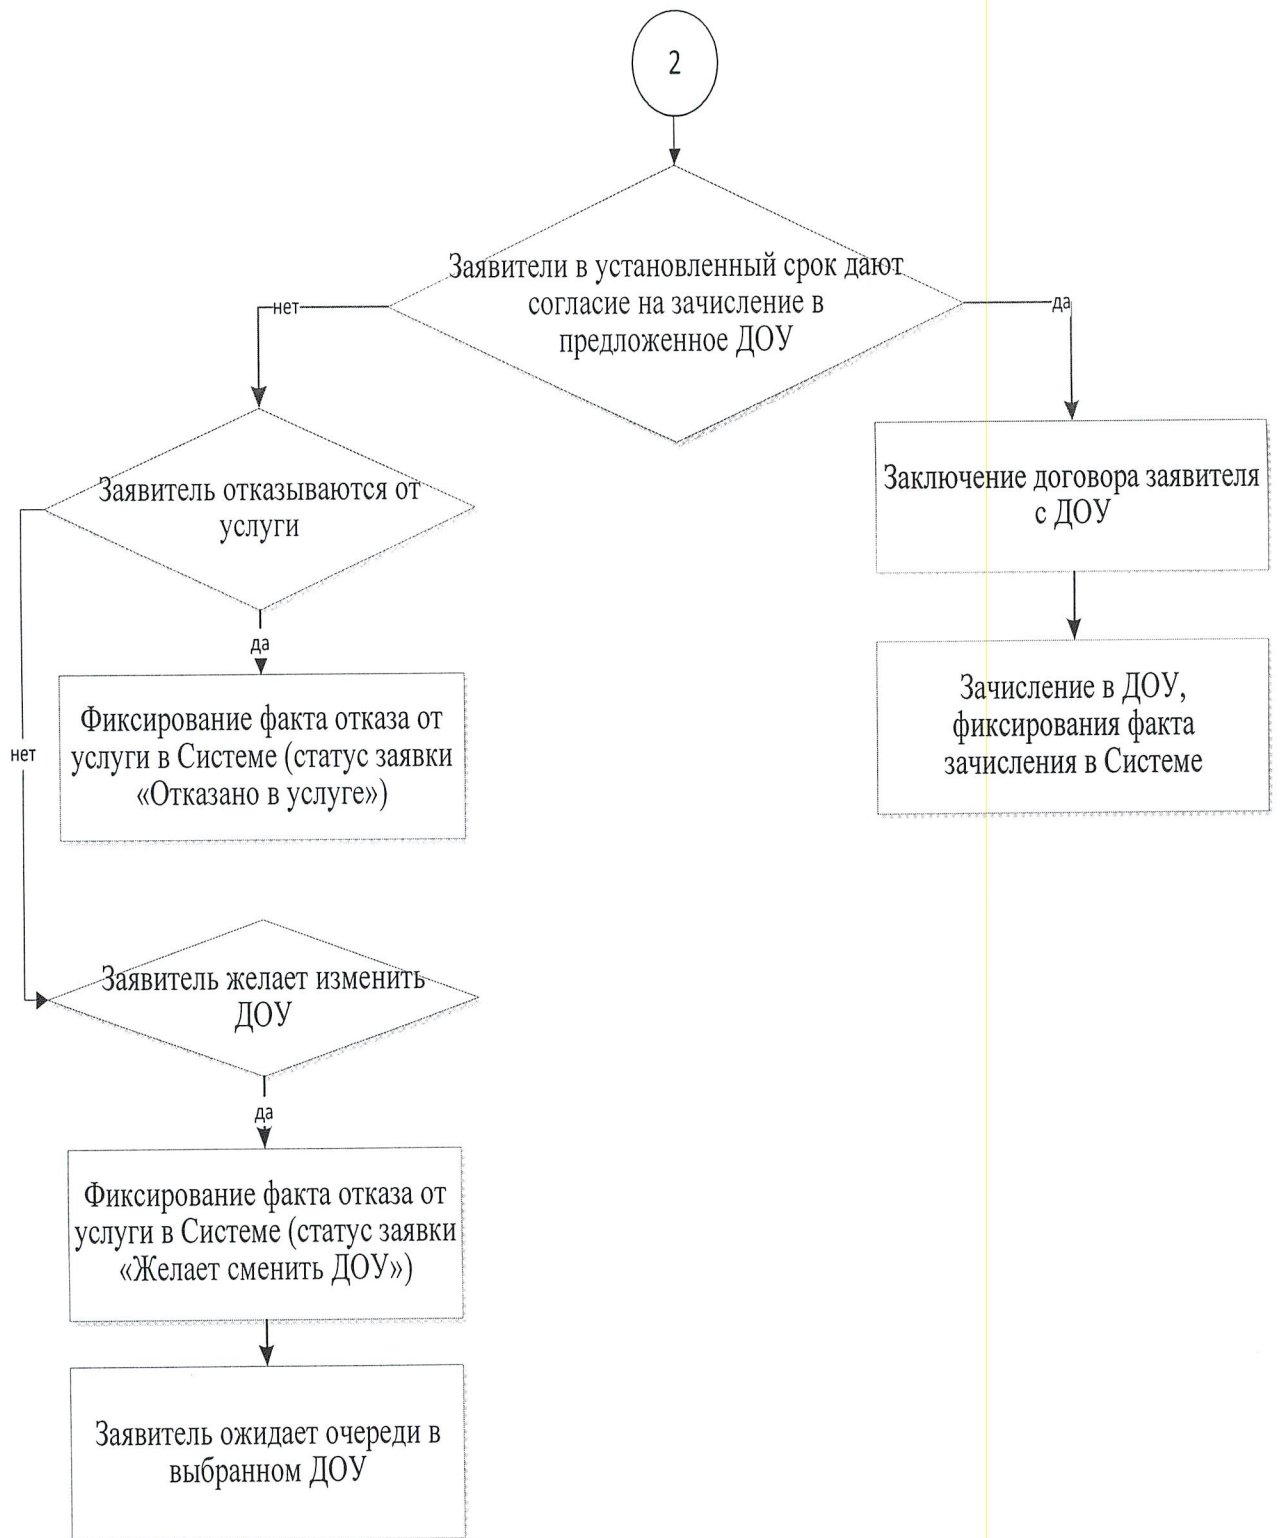 2
Заявители в установленный срок дают
согласие на зачисление в
предложенное ДОУ
нет
да
Заявитель отказываются от
услуги
Заключение договора заявителя
с ДОУ
да
Фиксирование факта отказа от
услуги в Системе (статус заявки
«Отказано в услуге»)
Зачисление в ДОУ,
фиксирования факта
зачисления в Системе
нет
Заявитель желает изменить
ДОУ
да
Фиксирование факта отказа от
услуги в Системе (статус заявки
«Желает сменить ДОУ»)
Заявитель ожидает очереди в
выбранном ДОУ